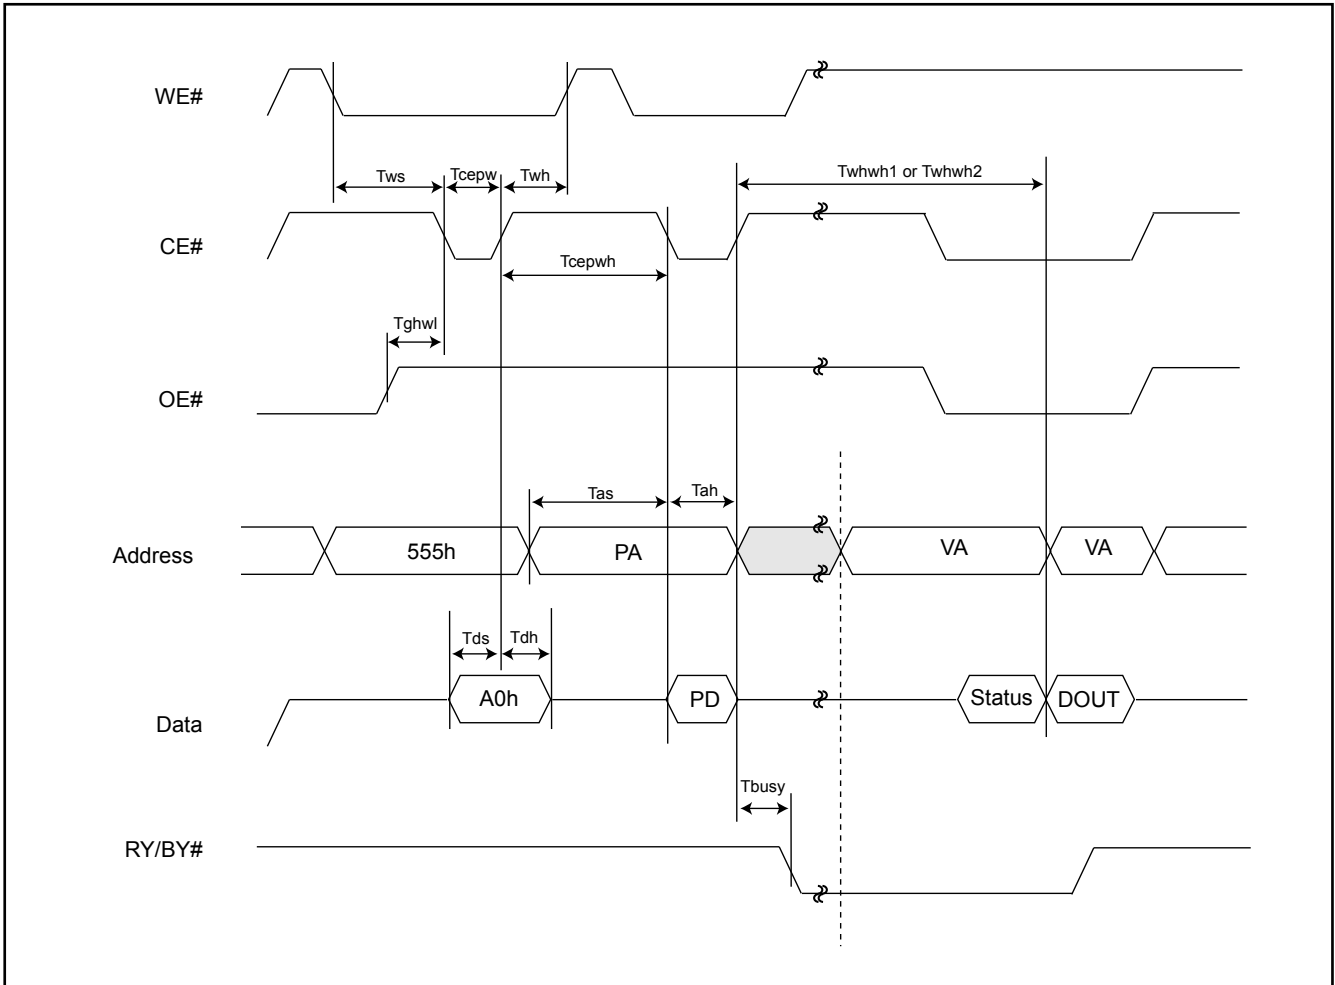 WE#
Tws
Tcepw
Twh
Twhwh1 or Twhwh2
CE#
Tcepwh
Tghwl
OE#
Tas
Tah
Address
555h
PA
VA
VA
Tds
Tdh
Data
A0h
PD
Status
DOUT
Tbusy
RY/BY#